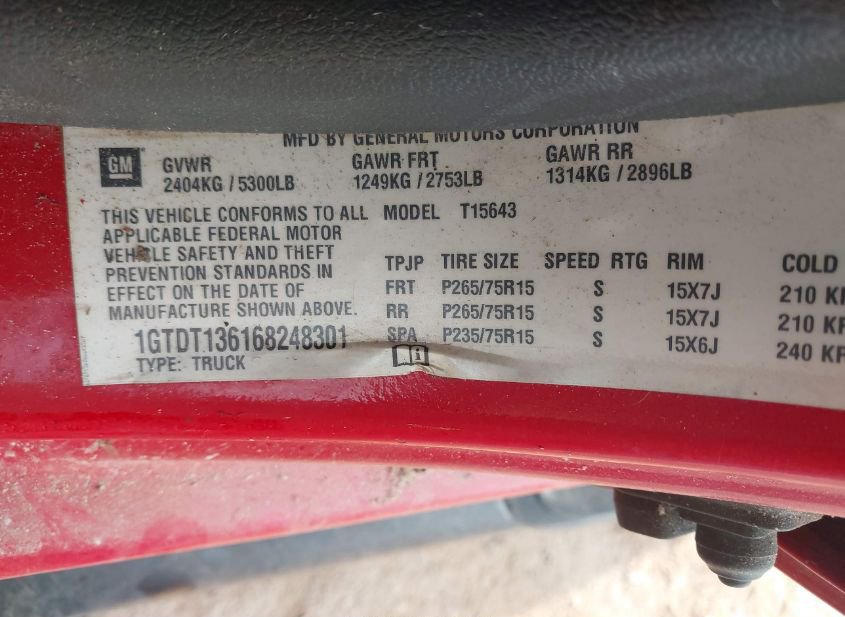 MFD BY GENERAL MOTORS CORPORATION
GM
GVWR GAWR FRT GAWR RR
2404KG / 5300LB 1249KG / 2753LB 1314KG / 2896LB
THIS VEHICLE CONFORMS TO ALL MODEL T15643
APPLICABLE FEDERAL MOTOR
VEHICLE SAFETY AND THEFT TPJP TIRE SIZE SPEED RTG RIM COLD
PREVENTION STANDARDS IN FRT P265/75R15 S 15X7J 210
EFFECT ON THE DATE OF RR P265/75R15 S 15X7J 210
MANUFACTURE SHOWN ABOVE. SPA P235/75R15 S 15X6J 240
1GTDT136168248301
TYPE: TRUCK